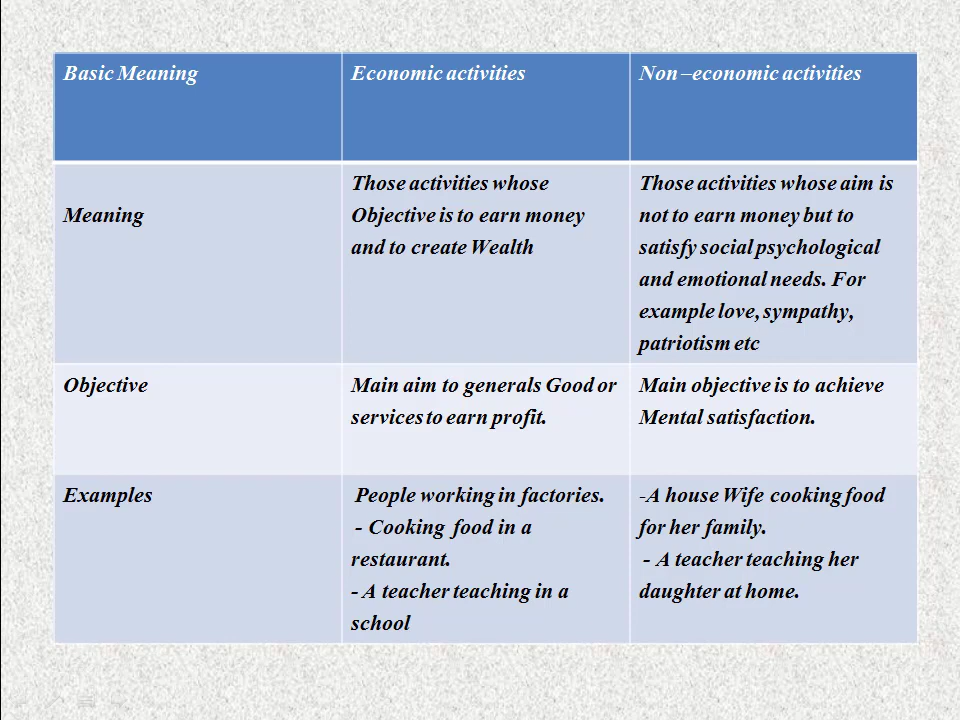 Basic Meaning
Economic activities
Non –economic activities
Meaning
Those activities whose
Objective is to earn money
and to create Wealth
Those activities whose aim is
not to earn money but to
satisfy social psychological
and emotional needs. For
example love, sympathy,
patriotism etc
Objective
Main aim to generals Good or
services to earn profit.
Main objective is to achieve
Mental satisfaction.
Examples
People working in factories.
- Cooking food in a
restaurant.
- A teacher teaching in a
school
-A house Wife cooking food
for her family.
- A teacher teaching her
daughter at home.